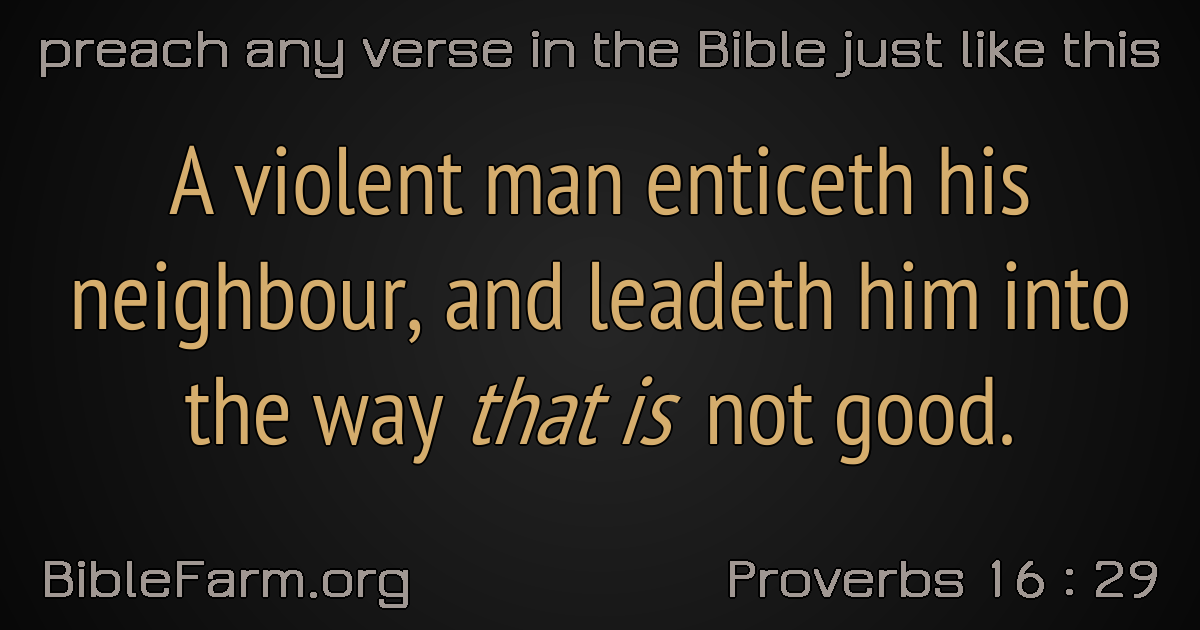 preach any verse in the Bible just like this
A violent man enticeth his
neighbour, and leadeth him into
the way that is not good.
BibleFarm.org
Proverbs 16 : 29